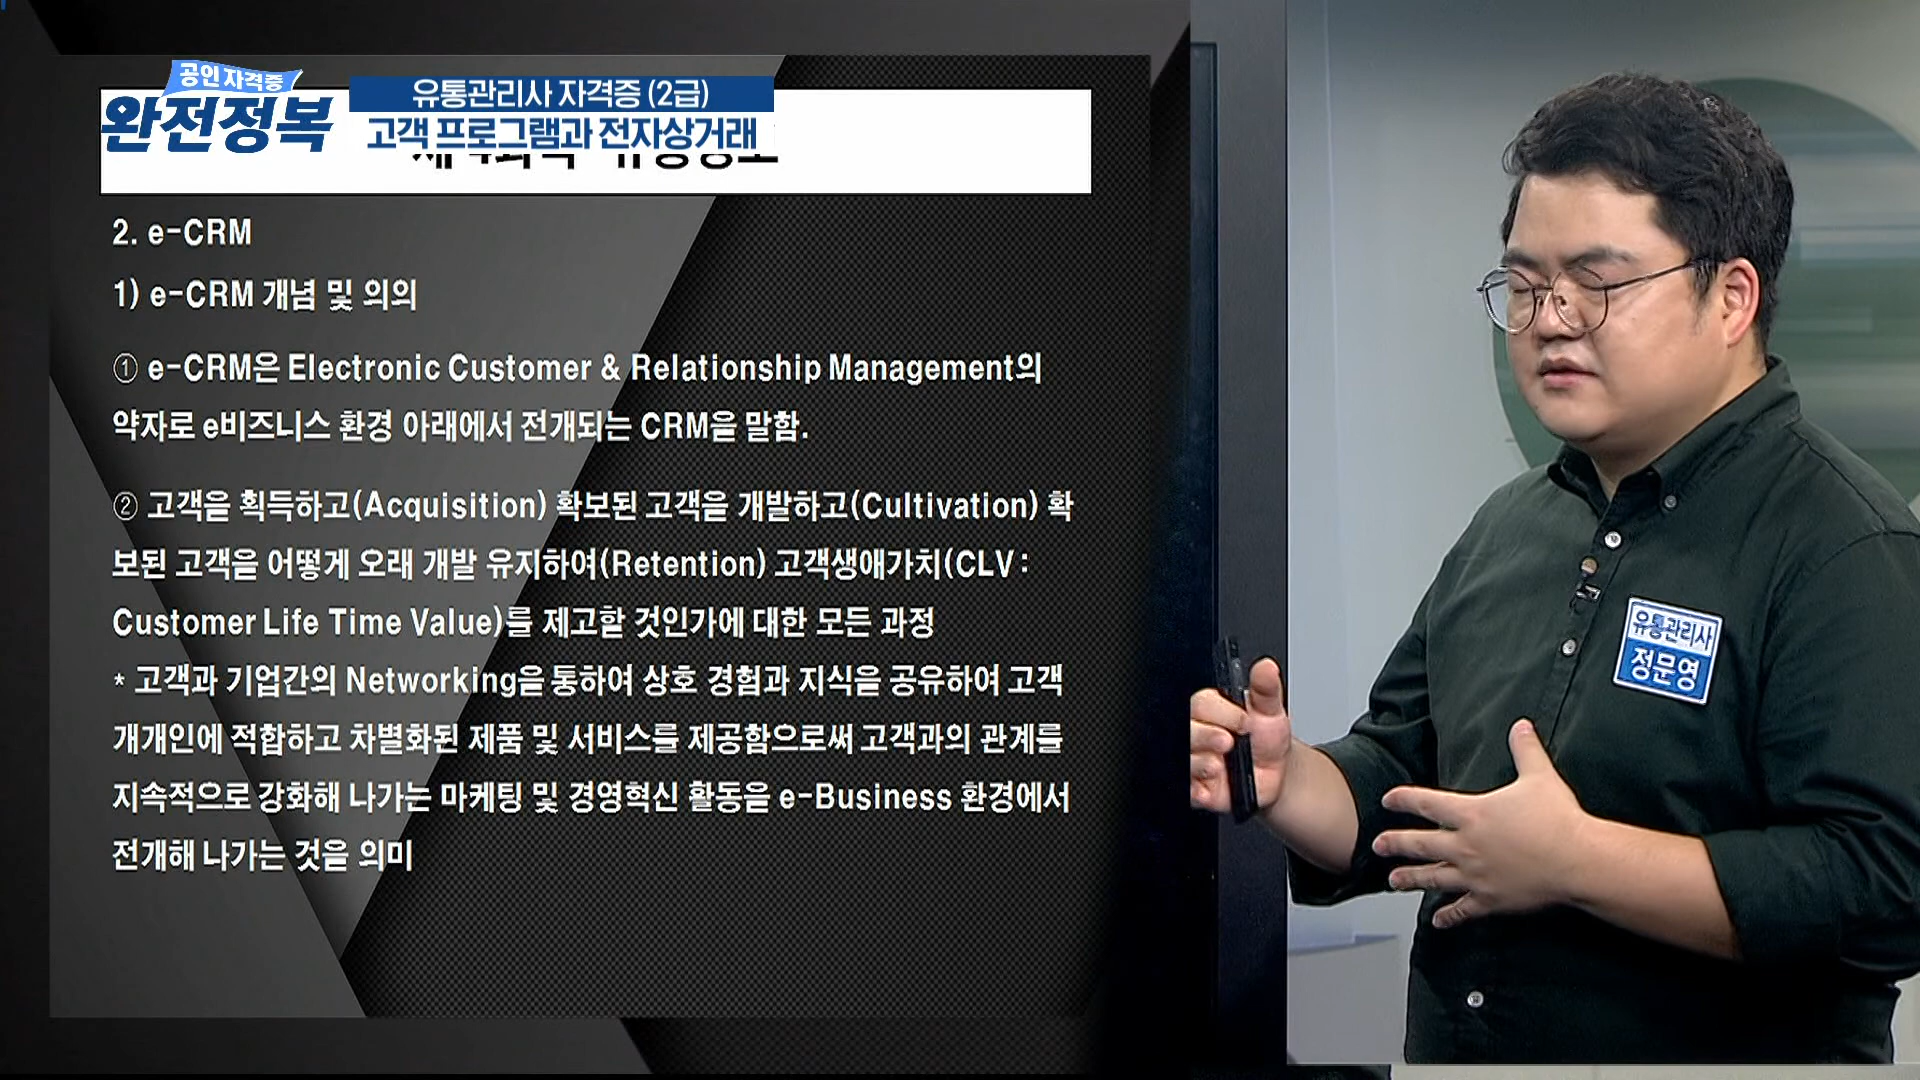 공인 자격증
완전정복
유통관리사 자격증 (2급)
고객 프로그램과 전자상거래
2. e-CRM
1) e-CRM 개념 및 의의
① e-CRM은 Electronic Customer & Relationship Management의
약자로 e비즈니스 환경 아래에서 전개되는 CRM을 말함.
② 고객을 획득하고(Acquisition) 확보된 고객을 개발하고(Cultivation) 확
보된 고객을 어떻게 오래 개발 유지하여(Retention) 고객생애가치(CLV :
Customer Life Time Value)를 제고할 것인가에 대한 모든 과정
* 고객과 기업간의 Networking을 통하여 상호 경험과 지식을 공유하여 고객
개개인에 적합하고 차별화된 제품 및 서비스를 제공함으로써 고객과의 관계를
지속적으로 강화해 나가는 마케팅 및 경영혁신 활동을 e-Business 환경에서
전개해 나가는 것을 의미
유통관리사
정문영